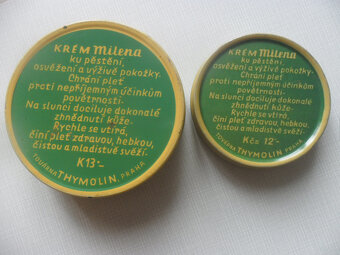 KRÉM Milena
ku pěstění,
osvěžení a výživě pokožky.
Chrání pleť
proti nepříjemným účinkům
povětrnosti-
Na slunci dociluje dokonalé
zhnědnutí kůže.
Rychle se vtírá,
činí pleť zdravou, hebkou,
čistou a mladistvě svěží.
K 13·-
TOVÁRNA THYMOLIN, PRAHA
KRÉM Milena
ku pěstění,
osvěžení a výživě pokožky.
Chrání pleť
proti nepříjemným účinkům
povětrnosti-
Na slunci dociluje dokonalé
zhnědnutí kůže.
Rychle se vtírá,
činí pleť zdravou, hebkou,
čistou a mladistvě svěží.
Kčs 12·-
TOVÁRNA THYMOLIN PRAHA